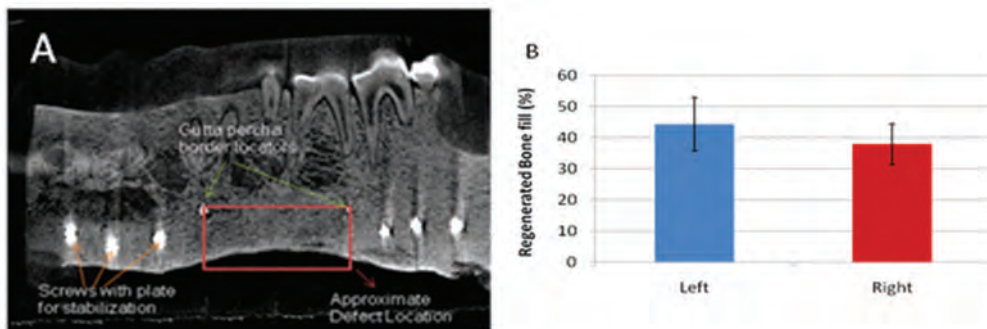 A
Gutta percha
border locators
Screws with plate
for stabilization
Approximate
Defect Location
B
Regenerated Bone fill (%)
60
50
40
30
20
10
0
Left
Right